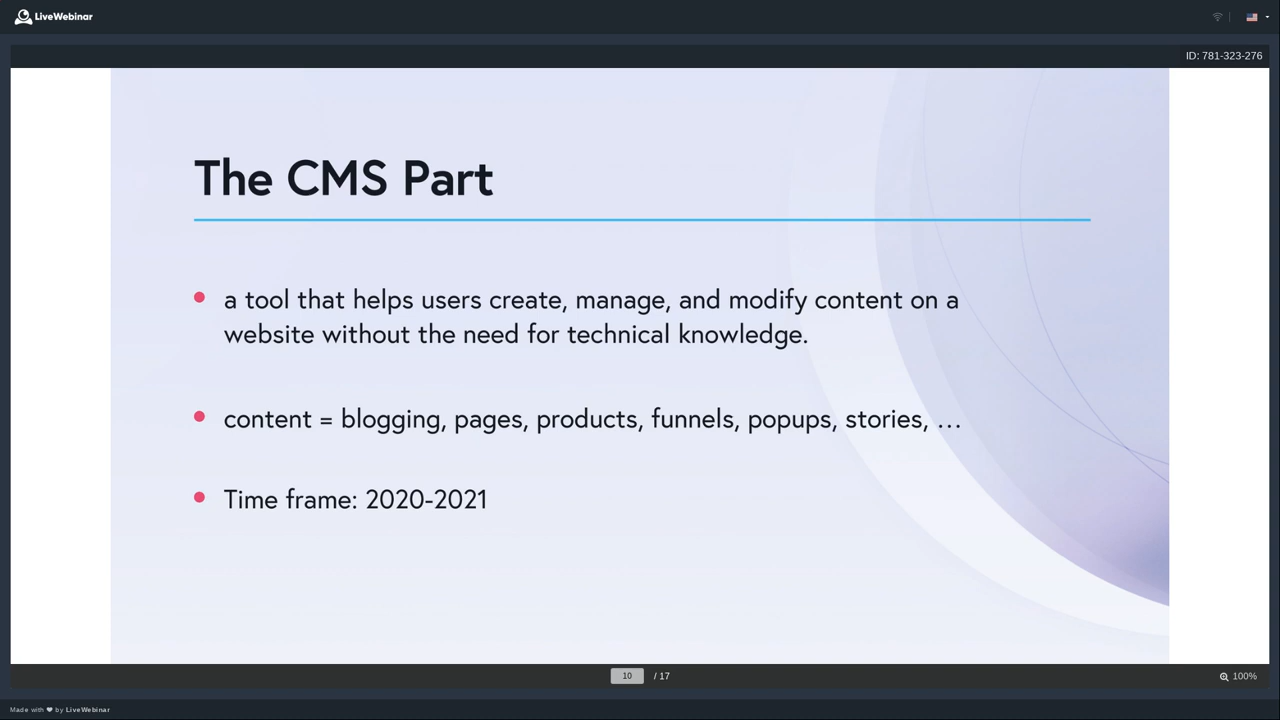 LiveWebinar
ID: 781-323-276
The CMS Part
a tool that helps users create, manage, and modify content on a
website without the need for technical knowledge.
content = blogging, pages, products, funnels, popups, stories, …
Time frame: 2020-2021
10 / 17
100%
Made with ❤ by LiveWebinar